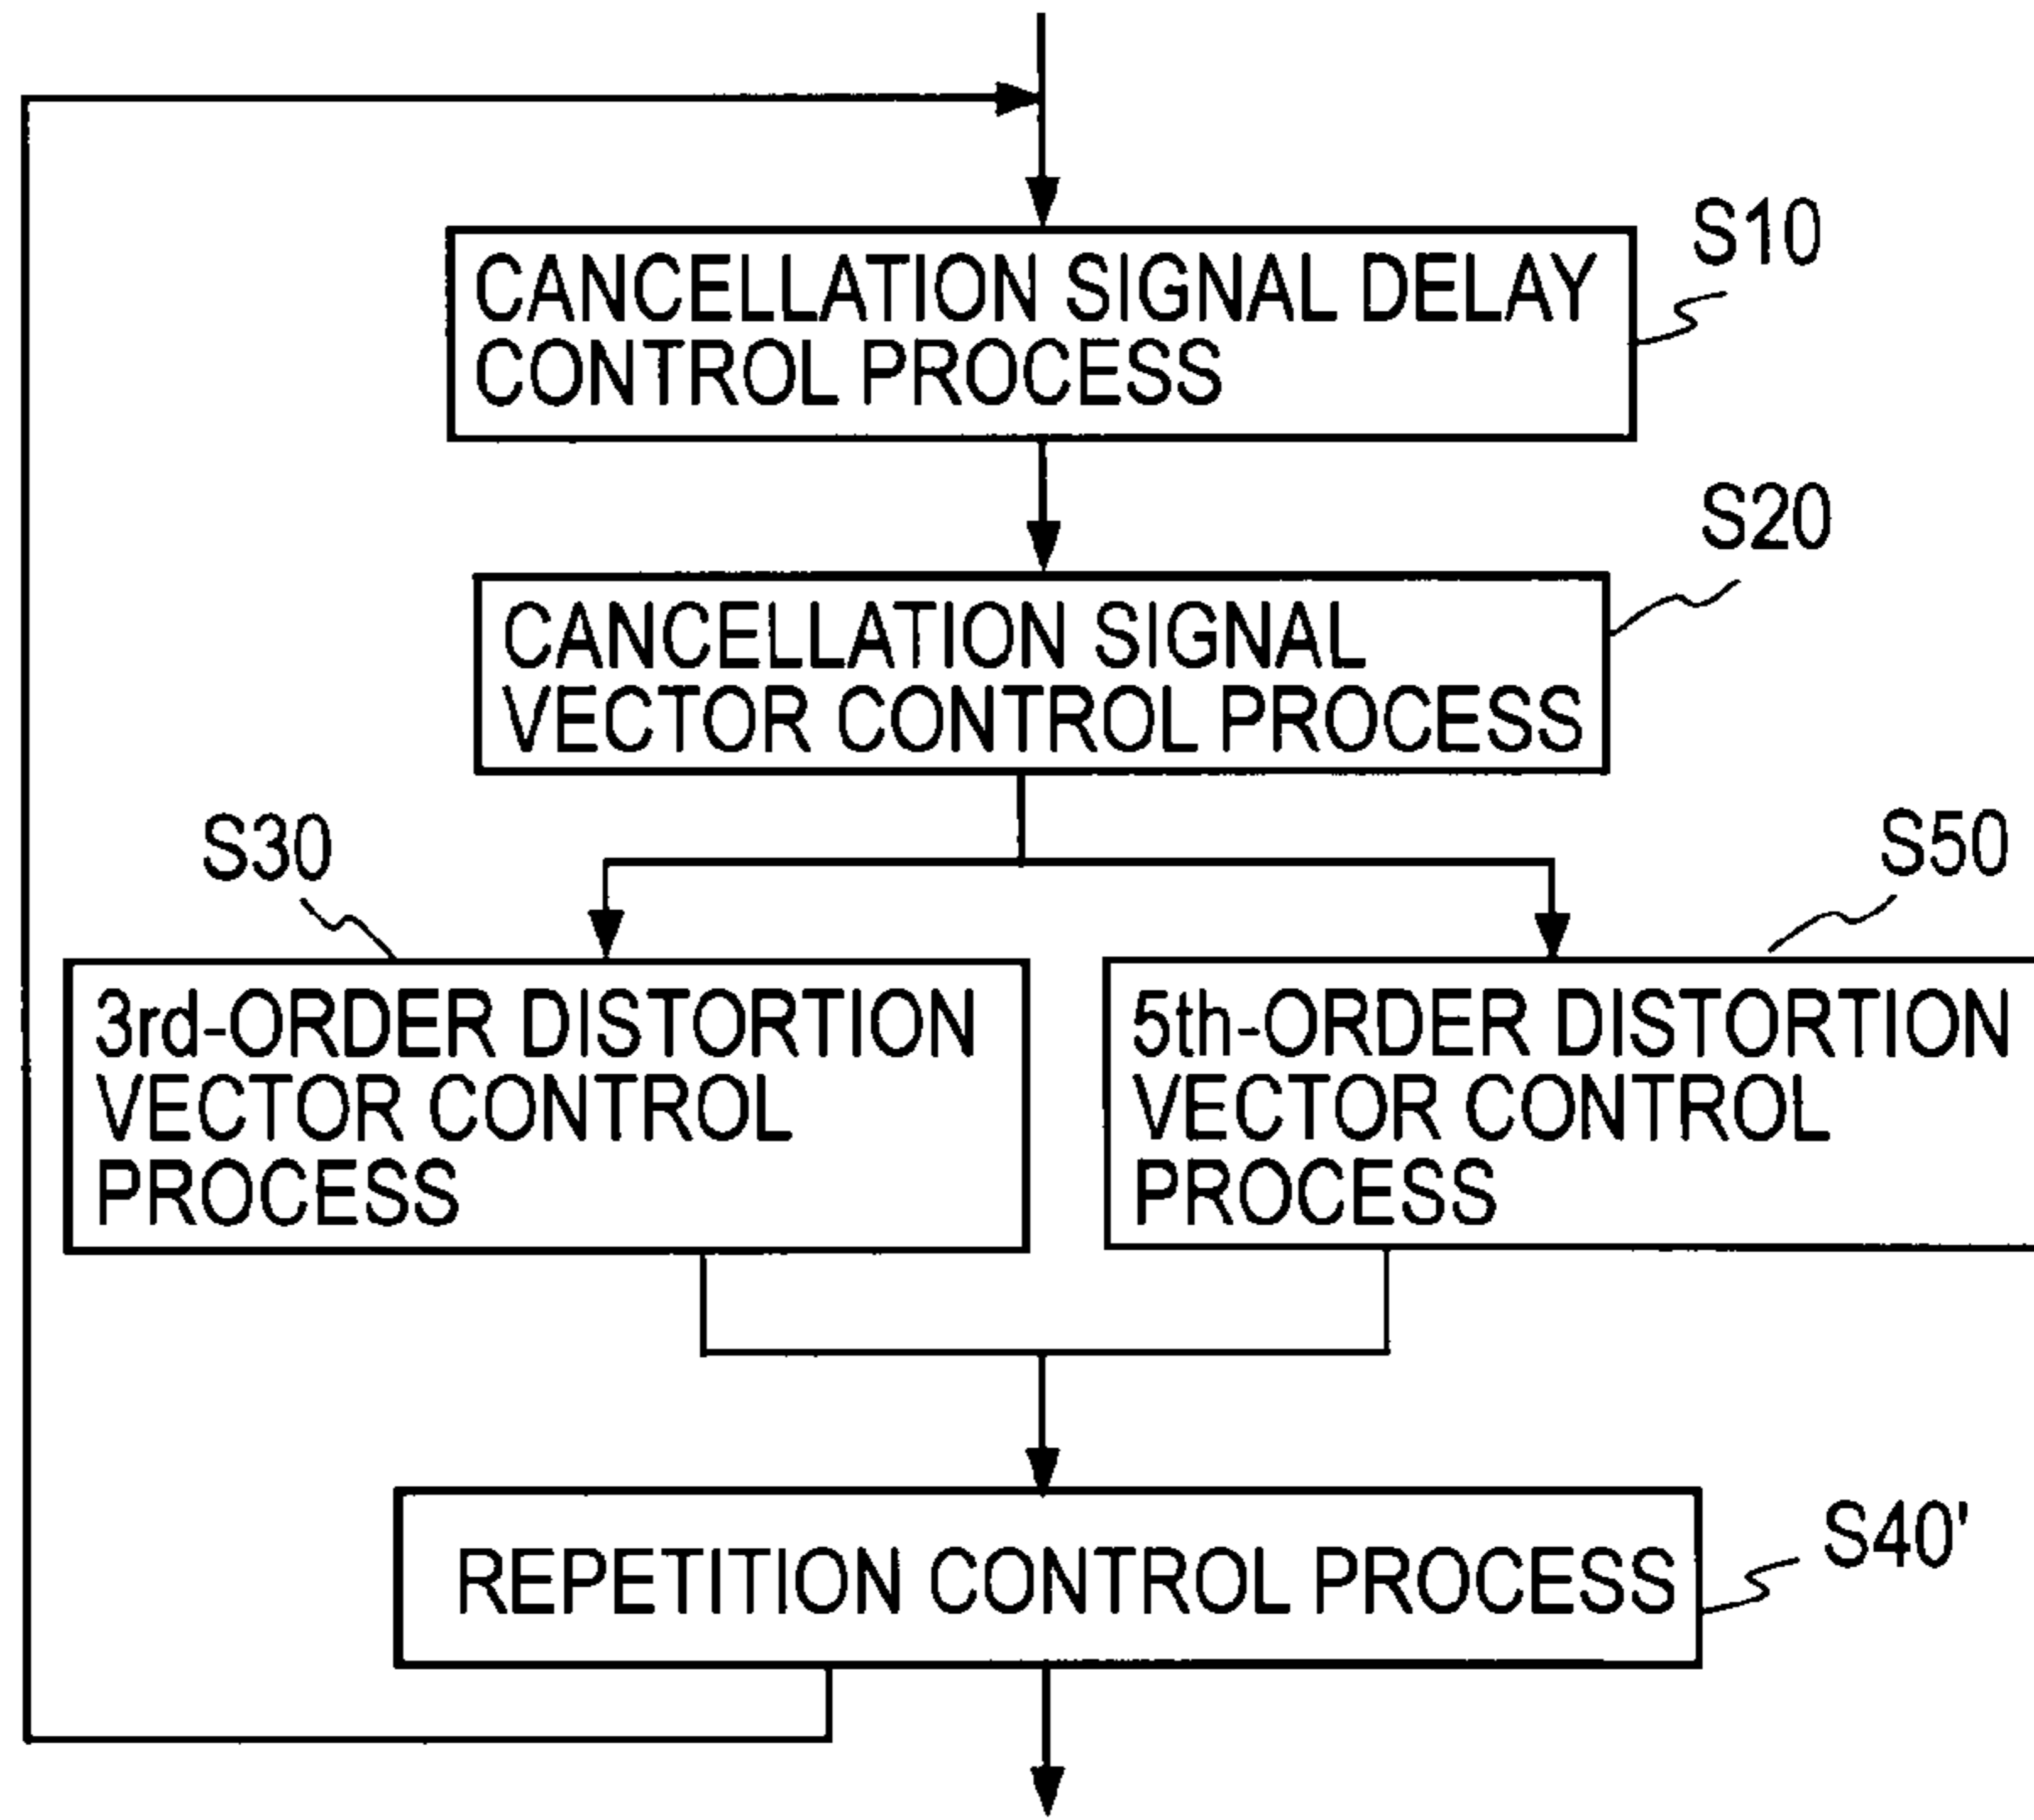 S10
CANCELLATION SIGNAL DELAY
CONTROL PROCESS
S20
CANCELLATION SIGNAL
VECTOR CONTROL PROCESS
S30
S50
3rd-ORDER DISTORTION
VECTOR CONTROL
PROCESS
5th-ORDER DISTORTION
VECTOR CONTROL
PROCESS
S40'
REPETITION CONTROL PROCESS